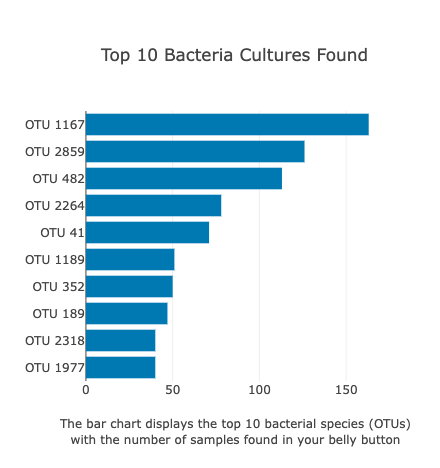 Top 10 Bacteria Cultures Found
OTU 1167
OTU 2859
OTU 482
OTU 2264
OTU 41
OTU 1189
OTU 352
OTU 189
OTU 2318
OTU 1977
0 50 100 150
The bar chart displays the top 10 bacterial species (OTUs)
with the number of samples found in your belly button